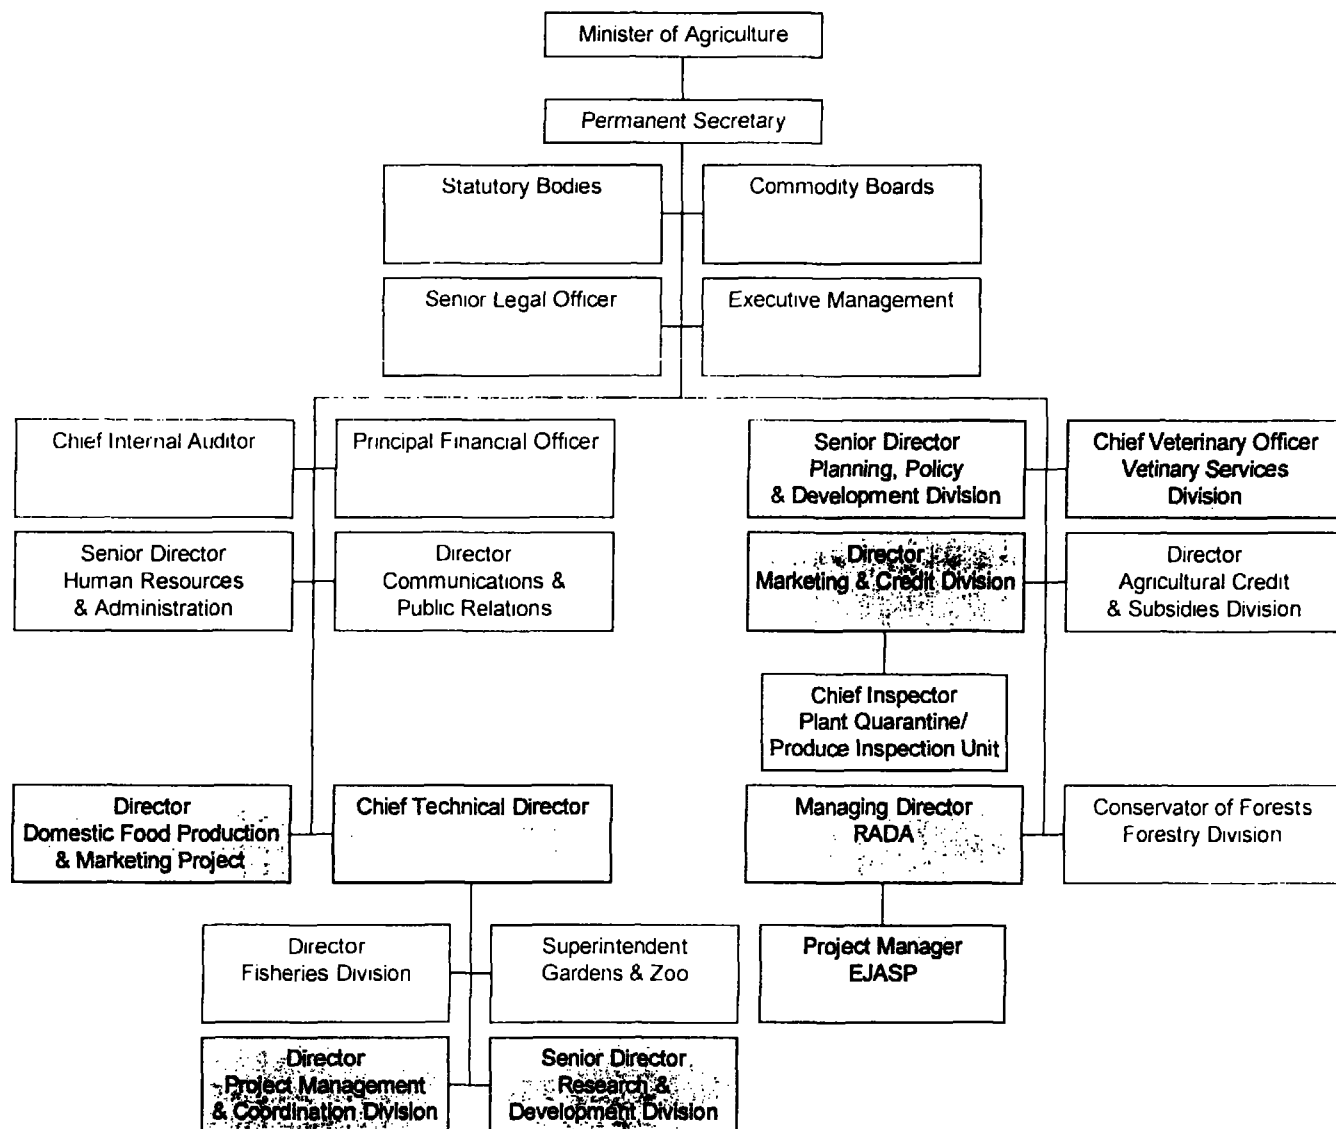 Minister of Agriculture
Permanent Secretary
Statutory Bodies
Commodity Boards
Senior Legal Officer
Executive Management
Chief Internal Auditor
Principal Financial Officer
Senior Director
Planning, Policy
& Development Division
Chief Veterinary Officer
Vetinary Services
Division
Senior Director
Human Resources
& Administration
Director
Communications &
Public Relations
Director
Marketing & Credit Division
Director
Agricultural Credit
& Subsidies Division
Chief Inspector
Plant Quarantine/
Produce Inspection Unit
Director
Domestic Food Production
& Marketing Project
Chief Technical Director
Managing Director
RADA
Conservator of Forests
Forestry Division
Director
Fisheries Division
Superintendent
Gardens & Zoo
Project Manager
EJASP
Director
Project Management
& Coordination Division
Senior Director
Research &
Development Division